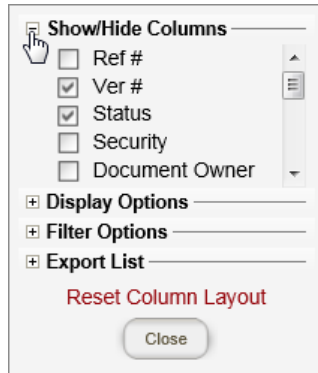 Show/Hide Columns
Ref #
Ver #
Status
Security
Document Owner
Display Options
Filter Options
Export List
Reset Column Layout
Close